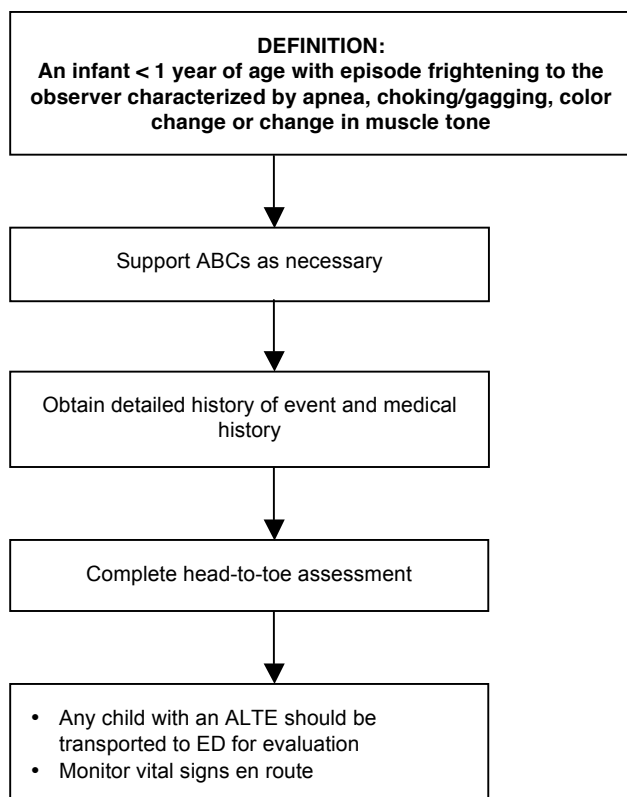 DEFINITION:
An infant < 1 year of age with episode frightening to the
observer characterized by apnea, choking/gagging, color
change or change in muscle tone
Support ABCs as necessary
Obtain detailed history of event and medical
history
Complete head-to-toe assessment
• Any child with an ALTE should be
transported to ED for evaluation
• Monitor vital signs en route